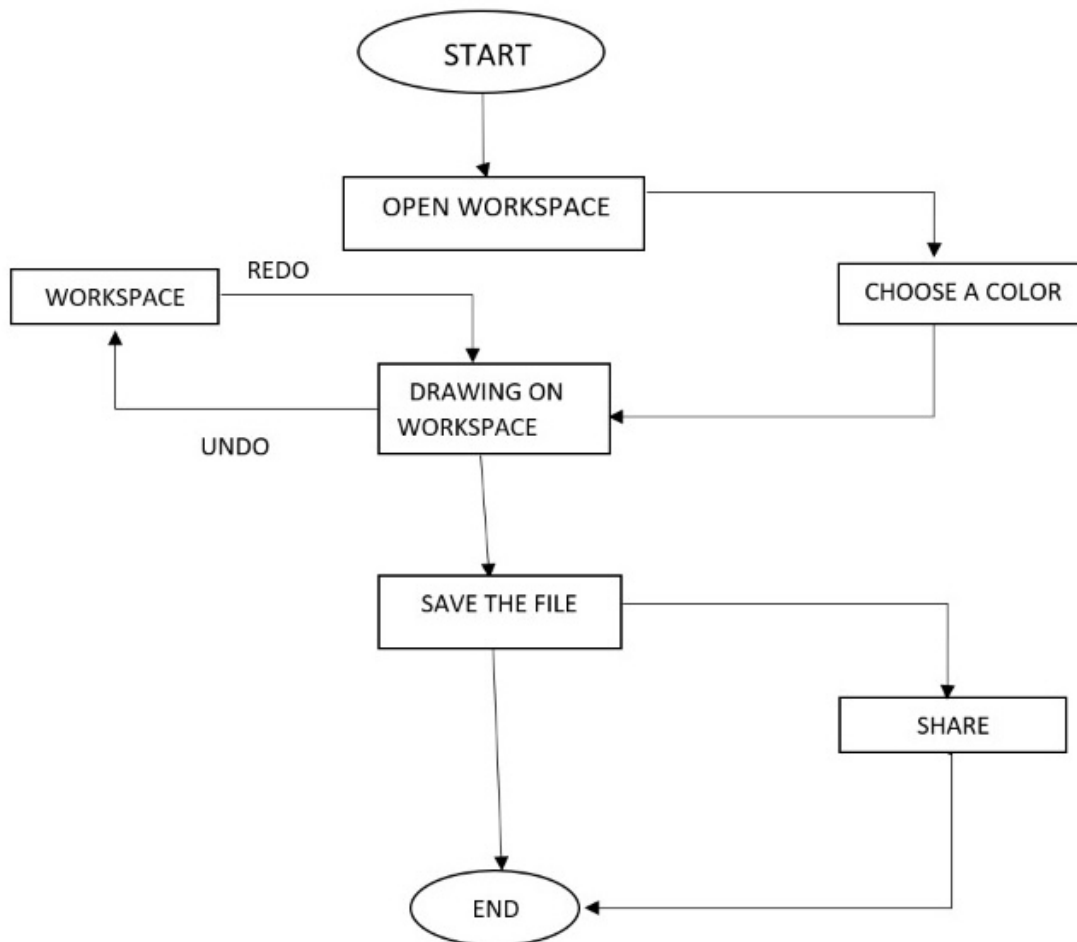 START
OPEN WORKSPACE
REDO
WORKSPACE
CHOOSE A COLOR
DRAWING ON
WORKSPACE
UNDO
SAVE THE FILE
SHARE
END